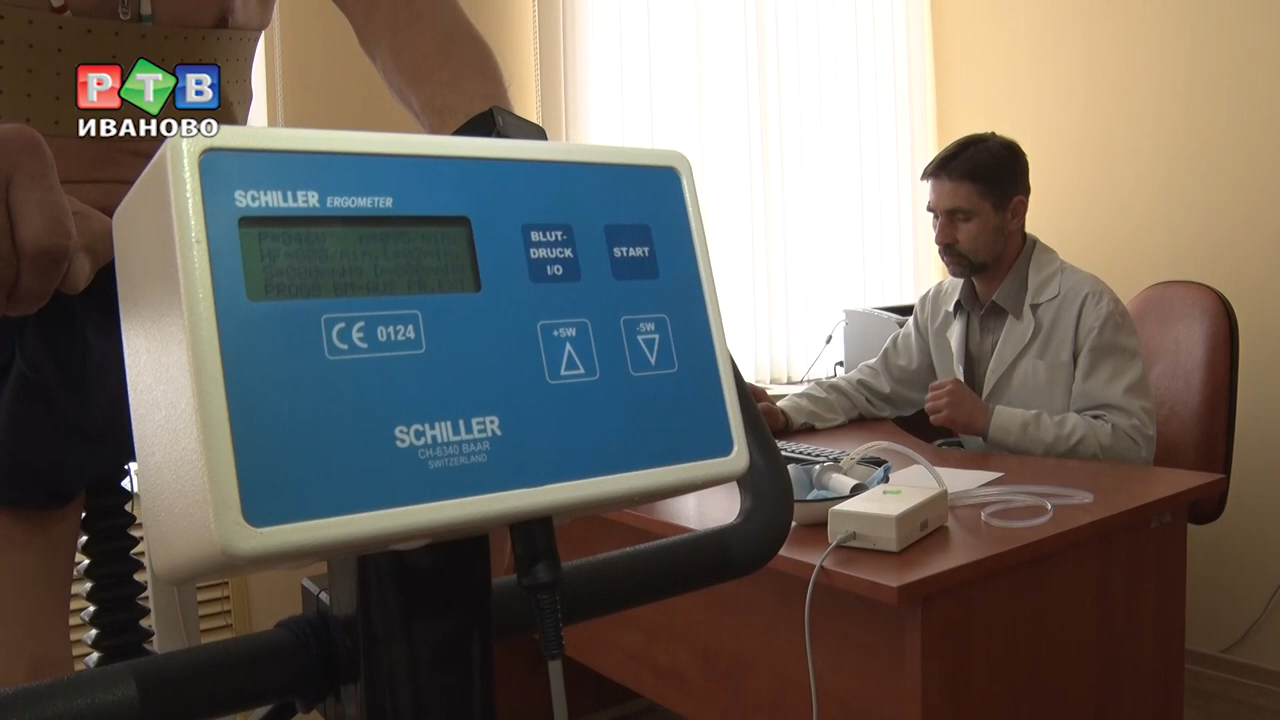 РТВ
ИВАНОВО
SCHILLER ERGOMETER
BLUT-
DRUCK
I/O
START
CE 0124
+5W
-5W
SCHILLER
CH-6340 BAAR
SWITZERLAND